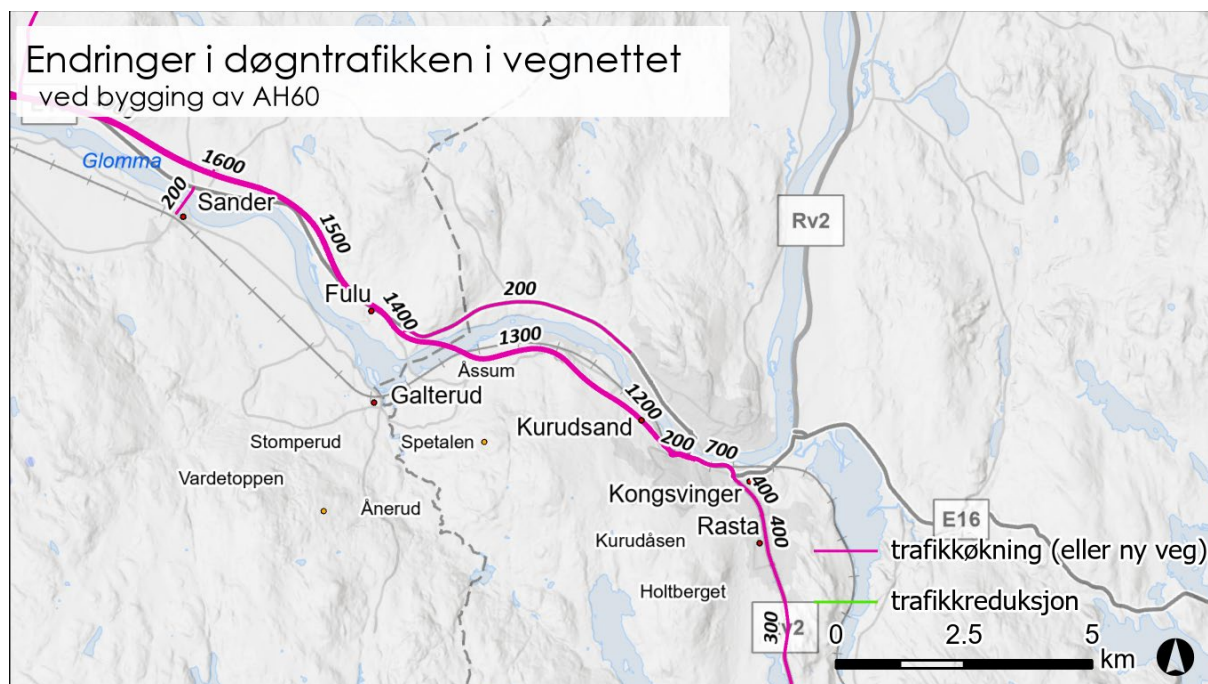 Endringer i døgntrafikken i vegnettet
ved bygging av AH60
Glomma
1600
200
Sander
Rv2
1500
Fulu
1400
200
1300
Åssum
Galterud
1200
Kurudsand
Stomperud
Spetalen
200
700
Vardetoppen
Kongsvinger
400
Ånerud
Rasta
400
E16
Kurudåsen
trafikkøkning (eller ny veg)
Holtberget
trafikkreduksjon
300
v2
0
2.5
5
km